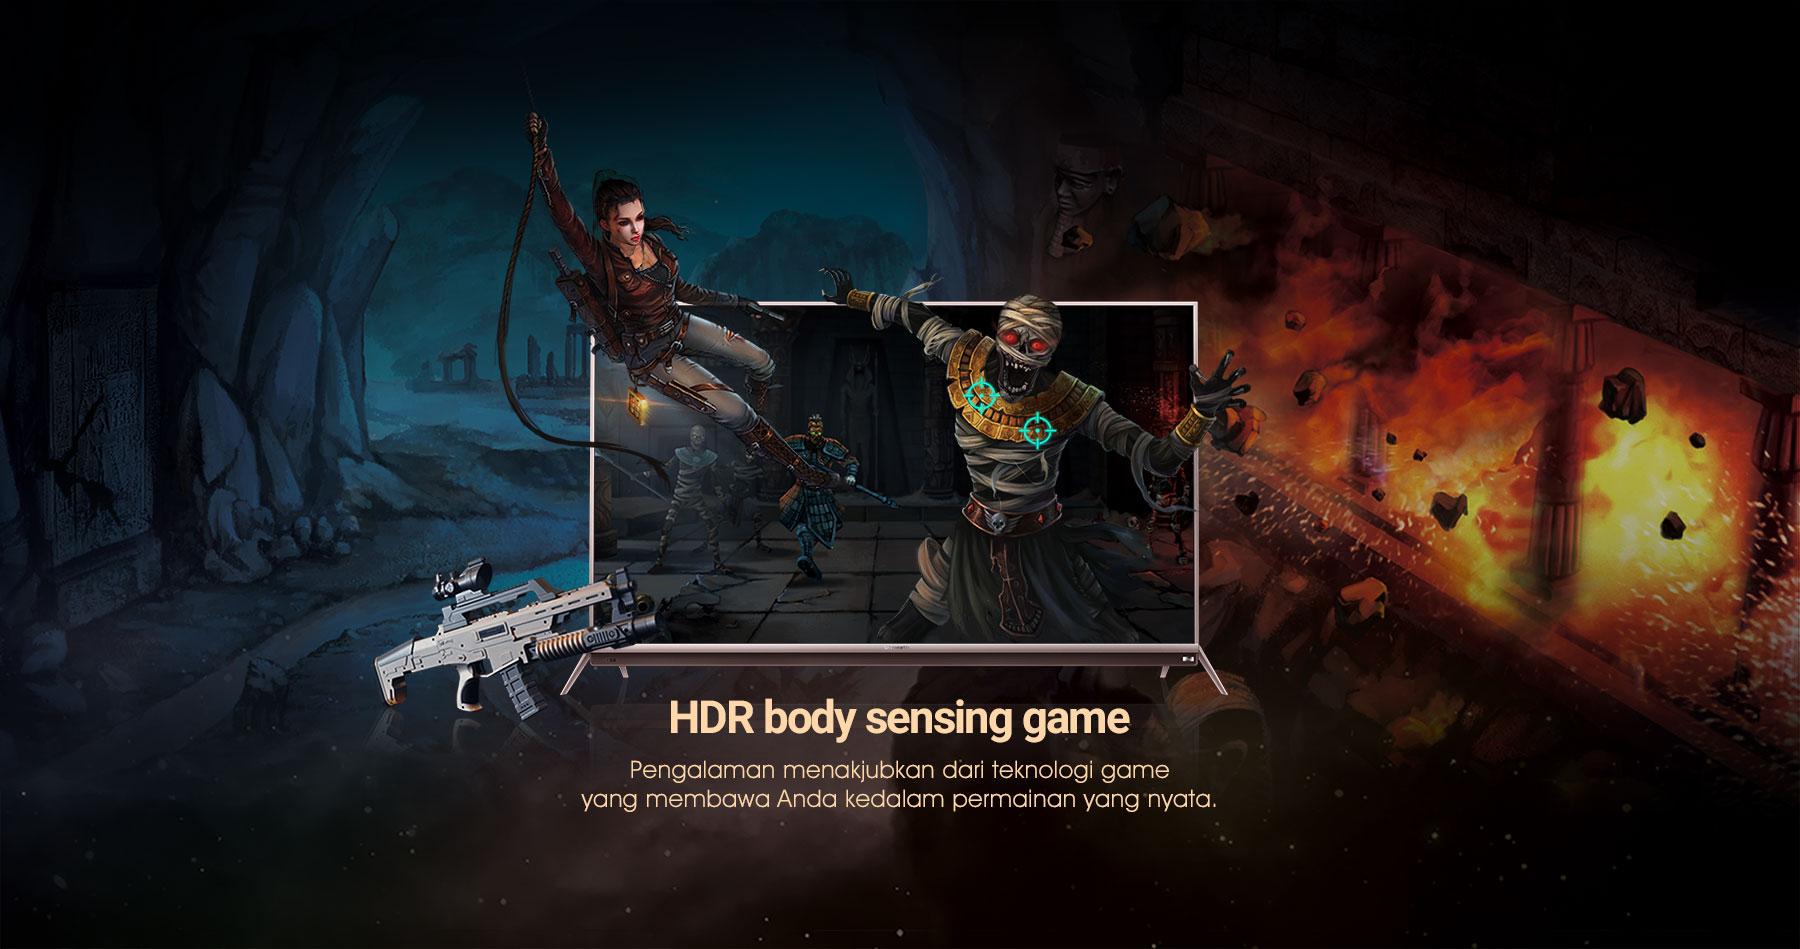 HDR body sensing game
Pengalaman menakjubkan dari teknologi game
yang membawa Anda kedalam permainan yang nyata.